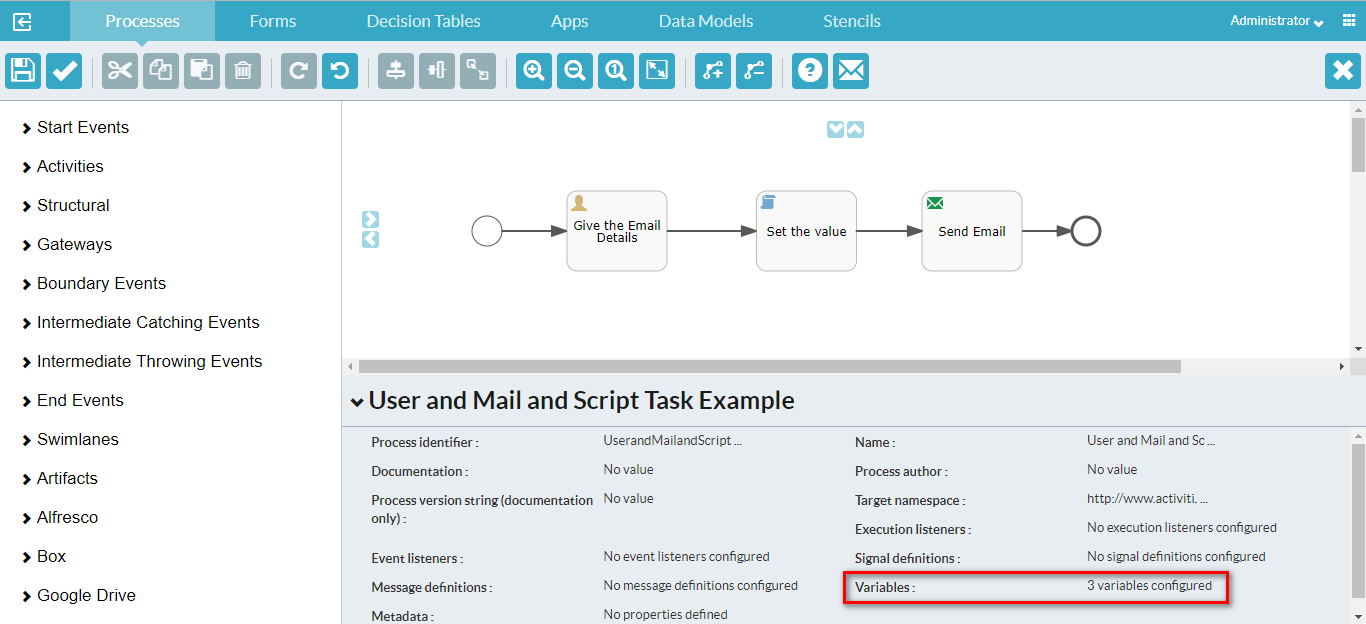 Processes Forms Decision Tables Apps Data Models Stencils Administrator
Start Events
Activities
Structural
Gateways
Boundary Events
Intermediate Catching Events
Intermediate Throwing Events
End Events
Swimlanes
Artifacts
Alfresco
Box
Google Drive
Give the Email
Details
Set the value
Send Email
User and Mail and Script Task Example
Process identifier : UserandMailandScript ... Name : User and Mail and Sc ...
Documentation : No value Process author : No value
Process version string (documentation No value Target namespace : http://www.activiti. ...
only) :
Execution listeners : No execution listeners configured
Event listeners : No event listeners configured Signal definitions : No signal definitions configured
Message definitions : No message definitions configured Variables : 3 variables configured
Metadata : No properties defined